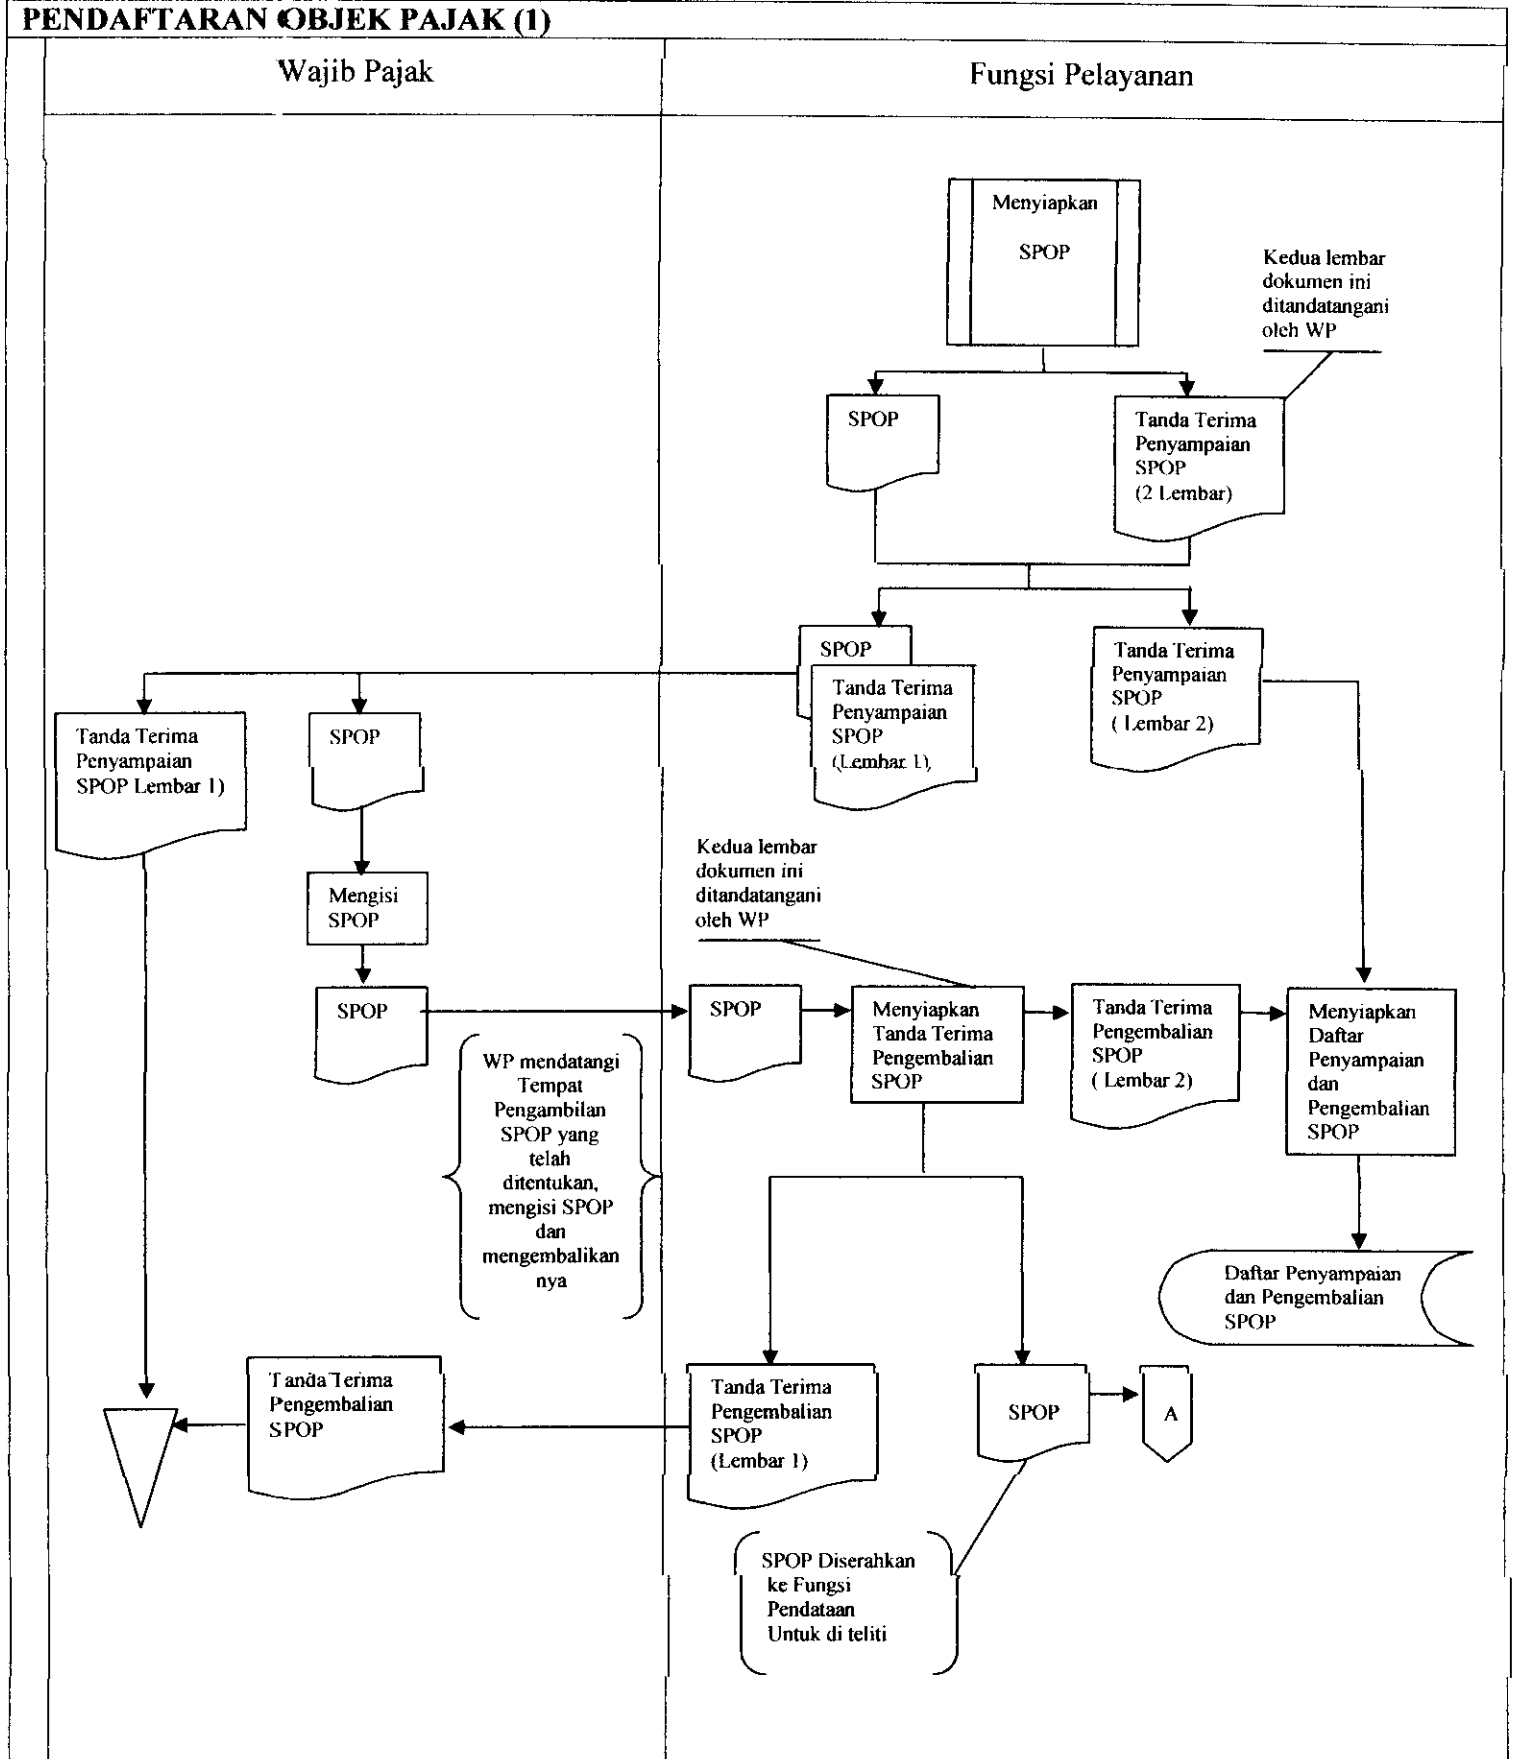 PENDAFTARAN OBJEK PAJAK (1)
Wajib Pajak
Fungsi Pelayanan
Menyiapkan
SPOP
Kedua lembar
dokumen ini
ditandatangani
oleh WP
SPOP
Tanda Terima
Penyampaian
SPOP
(2 Lembar)
SPOP
Tanda Terima
Penyampaian
SPOP
(Lembar 1)
Tanda Terima
Penyampaian
SPOP
( Lembar 2)
Tanda Terima
Penyampaian
SPOP Lembar 1)
SPOP
Mengisi
SPOP
Kedua lembar
dokumen ini
ditandatangani
oleh WP
SPOP
SPOP
Menyiapkan
Tanda Terima
Pengembalian
SPOP
Tanda Terima
Pengembalian
SPOP
( Lembar 2)
Menyiapkan
Daftar
Penyampaian
dan
Pengembalian
SPOP
WP mendatangi
Tempat
Pengambilan
SPOP yang
telah
ditentukan,
mengisi SPOP
dan
mengembalikan
nya
Daftar Penyampaian
dan Pengembalian
SPOP
Tanda Terima
Pengembalian
SPOP
Tanda Terima
Pengembalian
SPOP
(Lembar 1)
SPOP
A
SPOP Diserahkan
ke Fungsi
Pendataan
Untuk di teliti